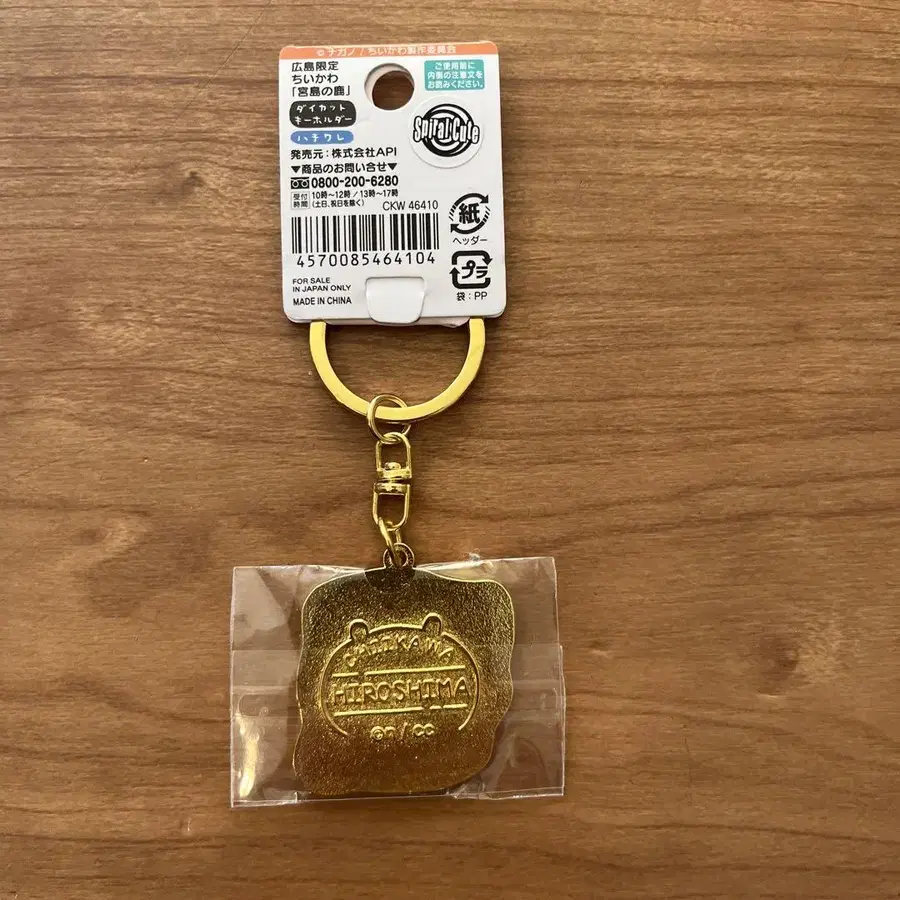 © ナガノ / ちいかわ製作委員会
広島限定
ちいかわ
「宮島の鹿」
ダイカット
キーホルダー
ハチワレ
ご使用前に
内側の注意文を
お読みください。
Spiral Cute
発売元：株式会社API
▼商品のお問い合せ▼
0800-200-6280
受付時間 10時〜12時 / 13時〜17時
(土日、祝日を除く)
CKW 46410
4570085464104
紙
ヘッダー
プラ
袋：PP
FOR SALE
IN JAPAN ONLY
MADE IN CHINA
CHIIKAWA
HIROSHIMA
©n / cc